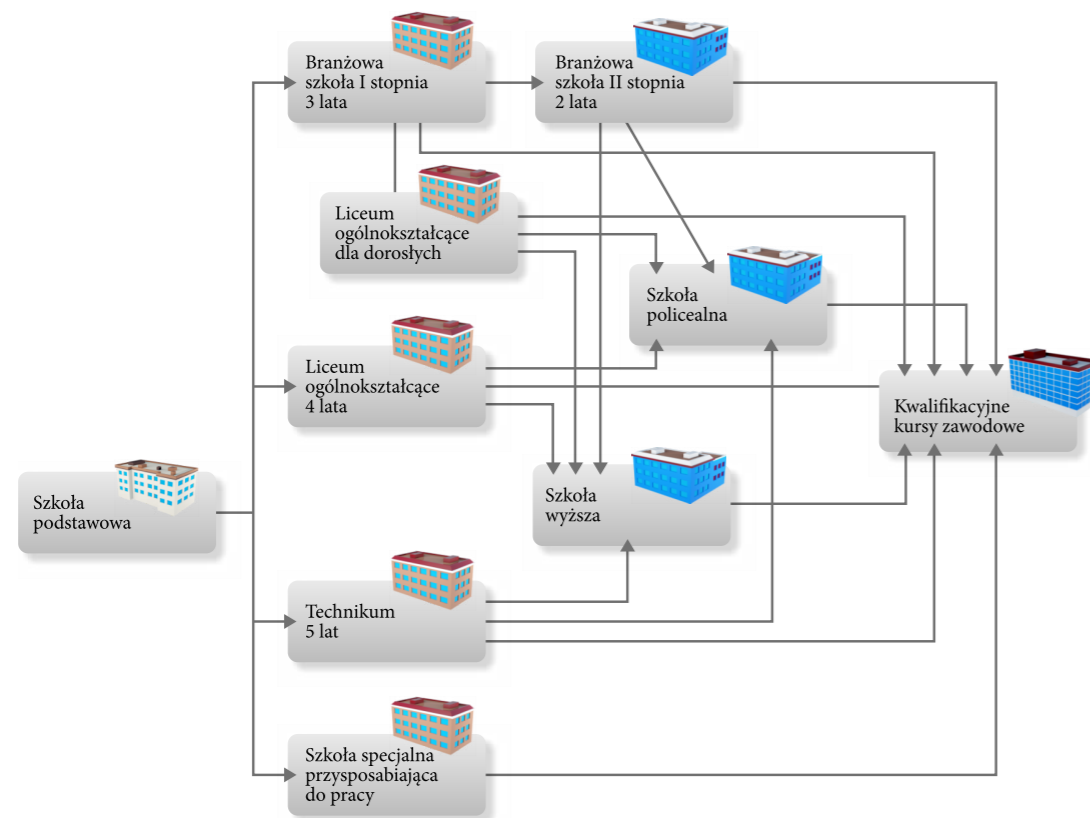 Branżowa
szkoła I stopnia
3 lata
Branżowa
szkoła II stopnia
2 lata
Liceum
ogólnokształcące
dla dorosłych
Szkoła
policealna
Liceum
ogólnokształcące
4 lata
Kwalifikacyjne
kursy zawodowe
Szkoła
podstawowa
Szkoła
wyższa
Technikum
5 lat
Szkoła specjalna
przysposabiająca
do pracy